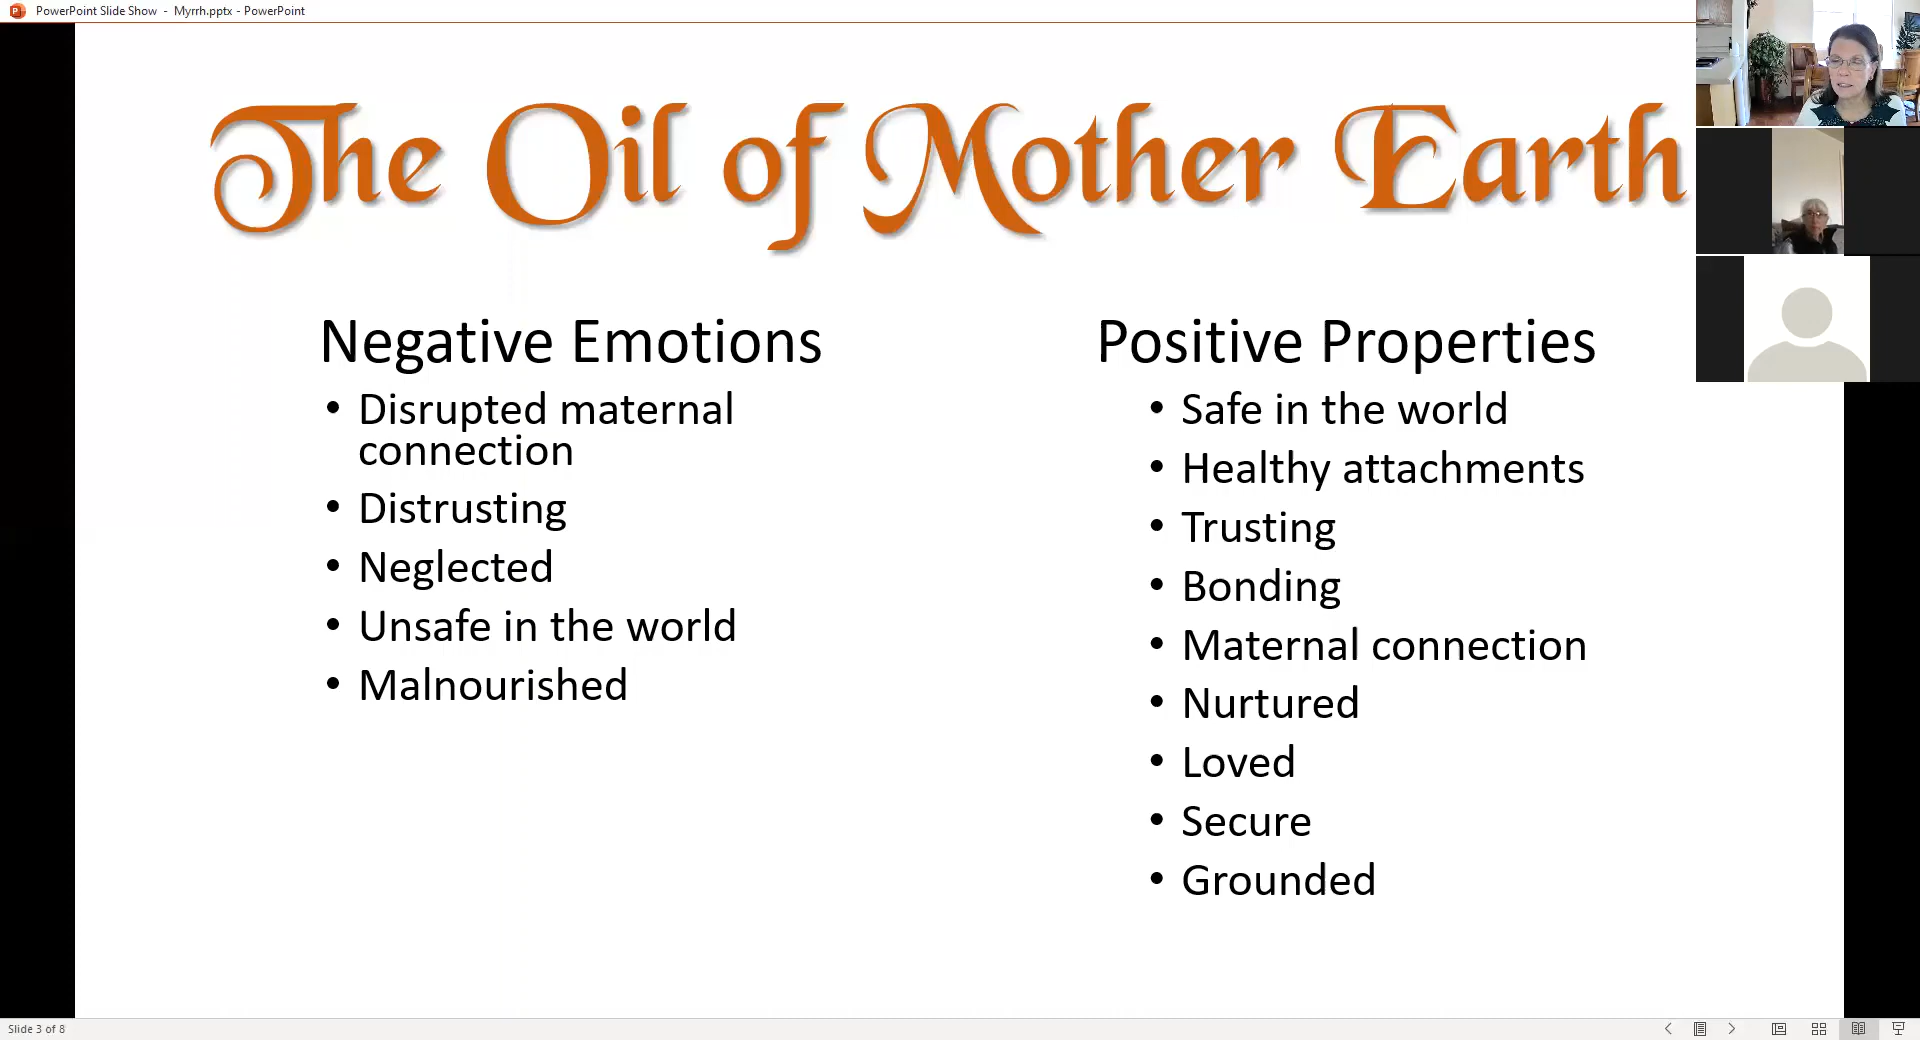 PowerPoint Slide Show - Myrrh.pptx - PowerPoint
The Oil of Mother Earth
Negative Emotions
• Disrupted maternal
connection
• Distrusting
• Neglected
• Unsafe in the world
• Malnourished
Positive Properties
• Safe in the world
• Healthy attachments
• Trusting
• Bonding
• Maternal connection
• Nurtured
• Loved
• Secure
• Grounded
Slide 3 of 8